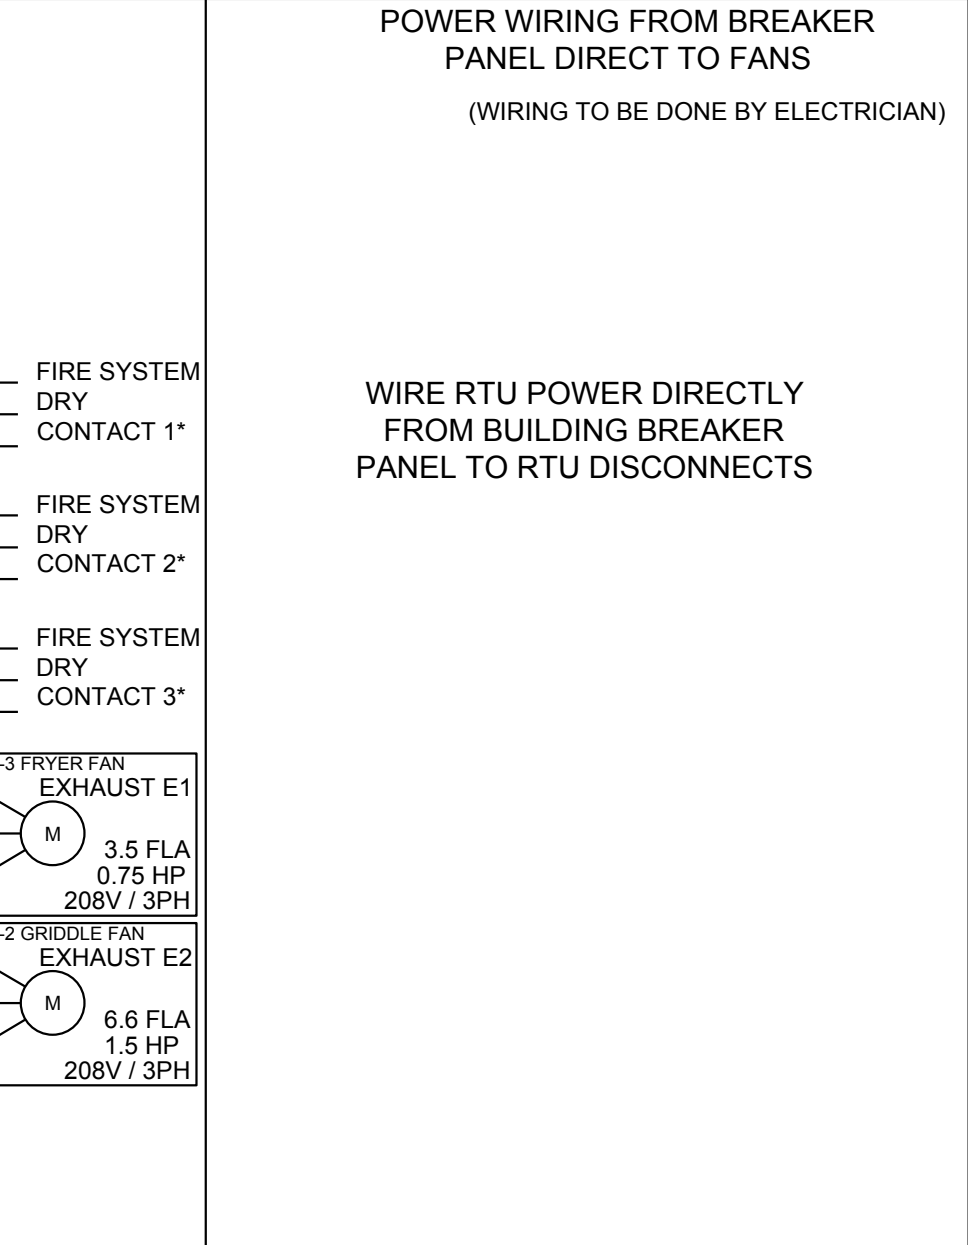 POWER WIRING FROM BREAKER
PANEL DIRECT TO FANS
(WIRING TO BE DONE BY ELECTRICIAN)
FIRE SYSTEM
DRY
CONTACT 1*
WIRE RTU POWER DIRECTLY
FROM BUILDING BREAKER
PANEL TO RTU DISCONNECTS
FIRE SYSTEM
DRY
CONTACT 2*
FIRE SYSTEM
DRY
CONTACT 3*
-3 FRYER FAN
EXHAUST E1
M
3.5 FLA
0.75 HP
208V / 3PH
-2 GRIDDLE FAN
EXHAUST E2
M
6.6 FLA
1.5 HP
208V / 3PH